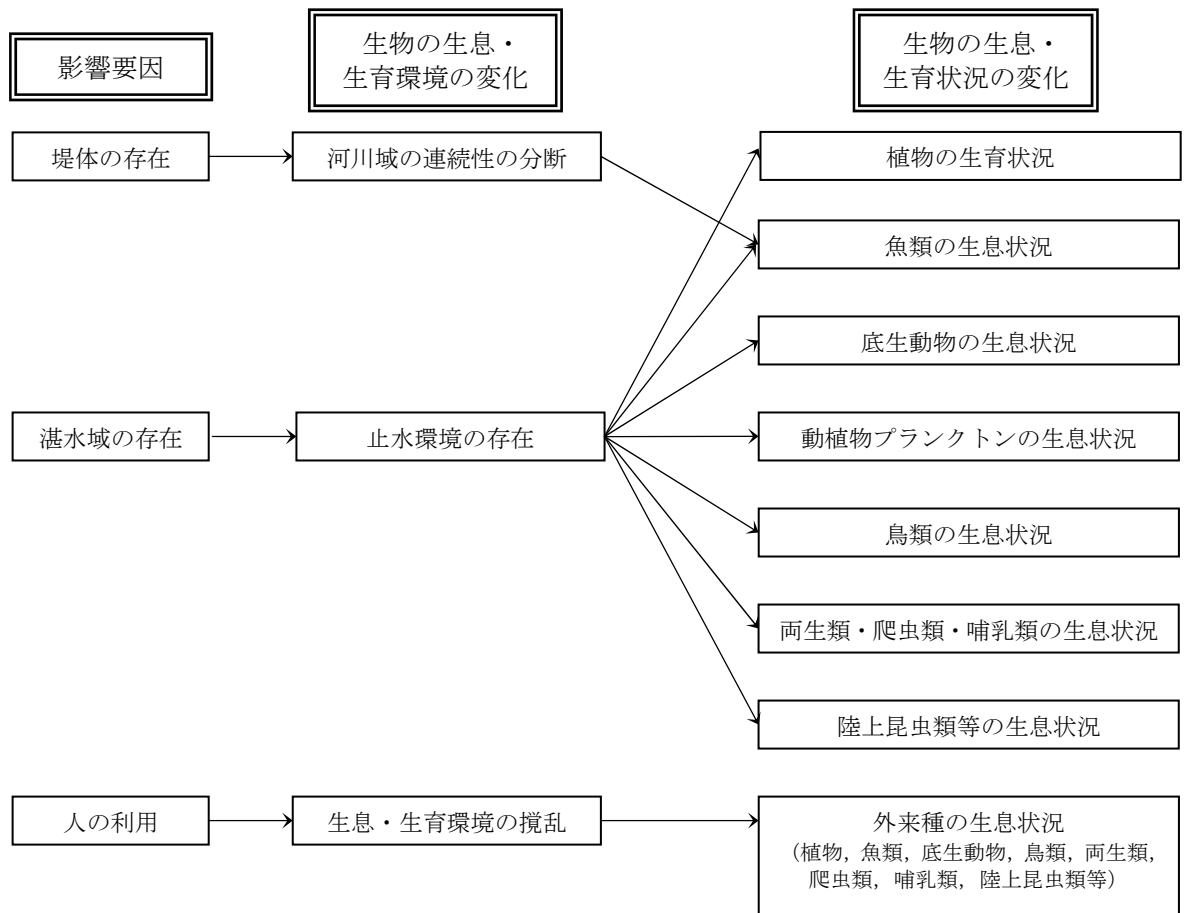 影響要因
生物の生息・
生育環境の変化
生物の生息・
生育状況の変化
堤体の存在
河川域の連続性の分断
植物の生育状況
魚類の生息状況
底生動物の生息状況
湛水域の存在
止水環境の存在
動植物プランクトンの生息状況
鳥類の生息状況
両生類・爬虫類・哺乳類の生息状況
陸上昆虫類等の生息状況
人の利用
生息・生育環境の撹乱
外来種の生息状況
（植物, 魚類, 底生動物, 鳥類, 両生類,
爬虫類, 哺乳類, 陸上昆虫類等）